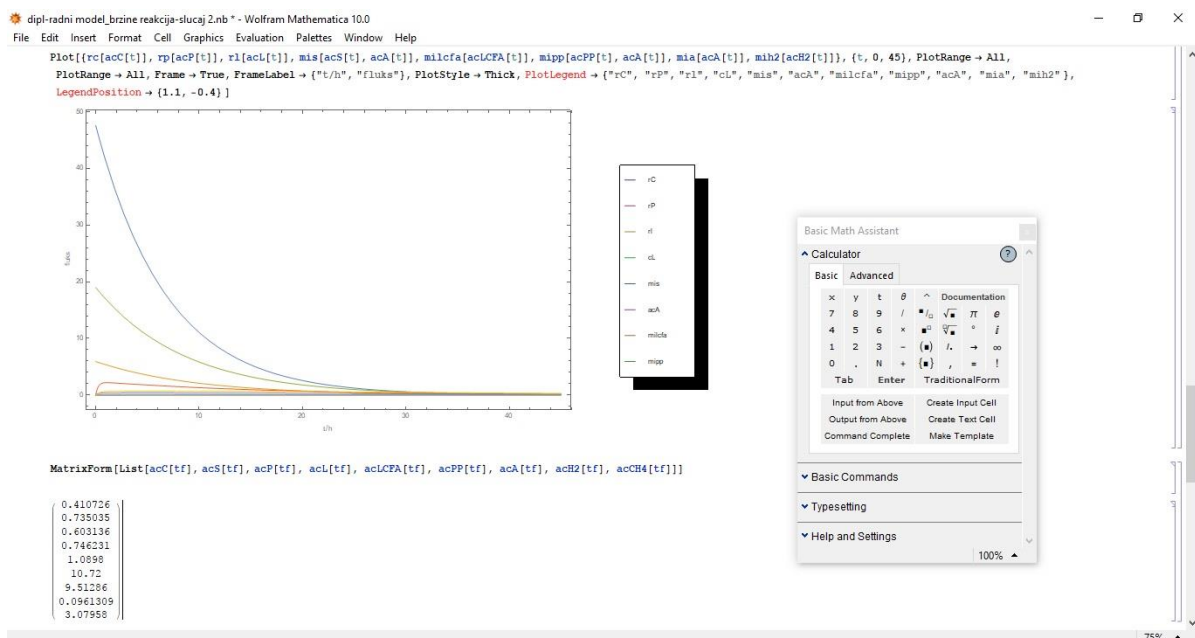 dipl-radni model_brzine reakcija-slucaj 2.nb * - Wolfram Mathematica 10.0
File Edit Insert Format Cell Graphics Evaluation Palettes Window Help
Plot[{rc[acC[t]], rp[acP[t]], rl[acL[t]], mis[acS[t], acA[t]], milcfa[acLCFA[t]], mipp[acPP[t], acA[t]], mia[acA[t]], mih2[acH2[t]]}, {t, 0, 45}, PlotRange → All,
PlotRange → All, Frame → True, FrameLabel → {"t/h", "fluks"}, PlotStyle → Thick, PlotLegend → {"rC", "rP", "rl", "cL", "mis", "acA", "milcfa", "mipp", "acA", "mia", "mih2"},
LegendPosition → {1.1, -0.4}]
50
40
30
20
10
0
fluks
0 10 20 30 40
t/h
rC
rP
rl
cL
mis
acA
milcfa
mipp
MatrixForm[List[acC[tf], acS[tf], acP[tf], acL[tf], acLCFA[tf], acPP[tf], acA[tf], acH2[tf], acCH4[tf]]]
0.410726
0.735035
0.603136
0.746231
1.0898
10.72
9.51286
0.0961309
3.07958
Basic Math Assistant
Calculator ?
Basic Advanced
x y t θ ^ Documentation
7 8 9 / ■/□ √■ π e
4 5 6 × ■□ □√■ ° i
1 2 3 - (■) /. → ∞
0 . N + {■} , = !
Tab Enter TraditionalForm
Input from Above Create Input Cell
Output from Above Create Text Cell
Command Complete Make Template
Basic Commands
Typesetting
Help and Settings
100%
75%